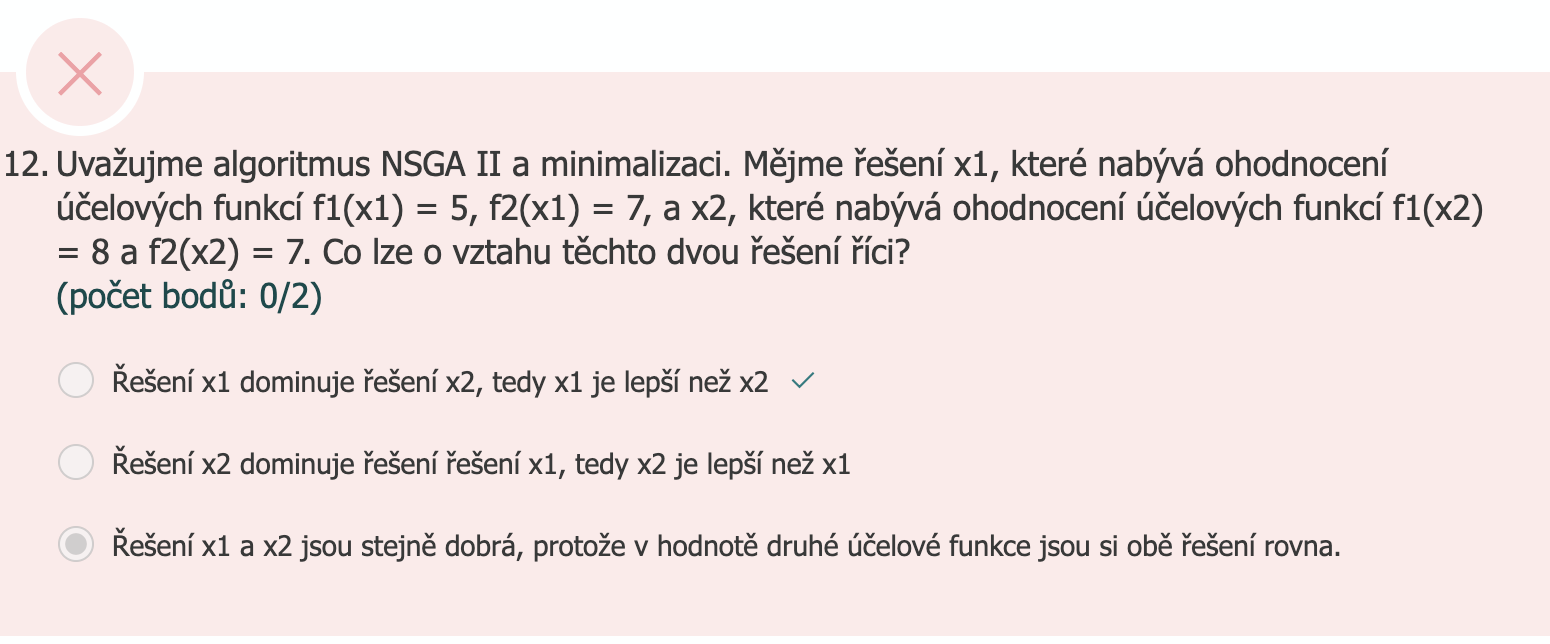 12. Uvažujme algoritmus NSGA II a minimalizaci. Mějme řešení x1, které nabývá ohodnocení
účelových funkcí f1(x1) = 5, f2(x1) = 7, a x2, které nabývá ohodnocení účelových funkcí f1(x2)
= 8 a f2(x2) = 7. Co lze o vztahu těchto dvou řešení říci?
(počet bodů: 0/2)
Řešení x1 dominuje řešení x2, tedy x1 je lepší než x2
Řešení x2 dominuje řešení řešení x1, tedy x2 je lepší než x1
Řešení x1 a x2 jsou stejně dobrá, protože v hodnotě druhé účelové funkce jsou si obě řešení rovna.